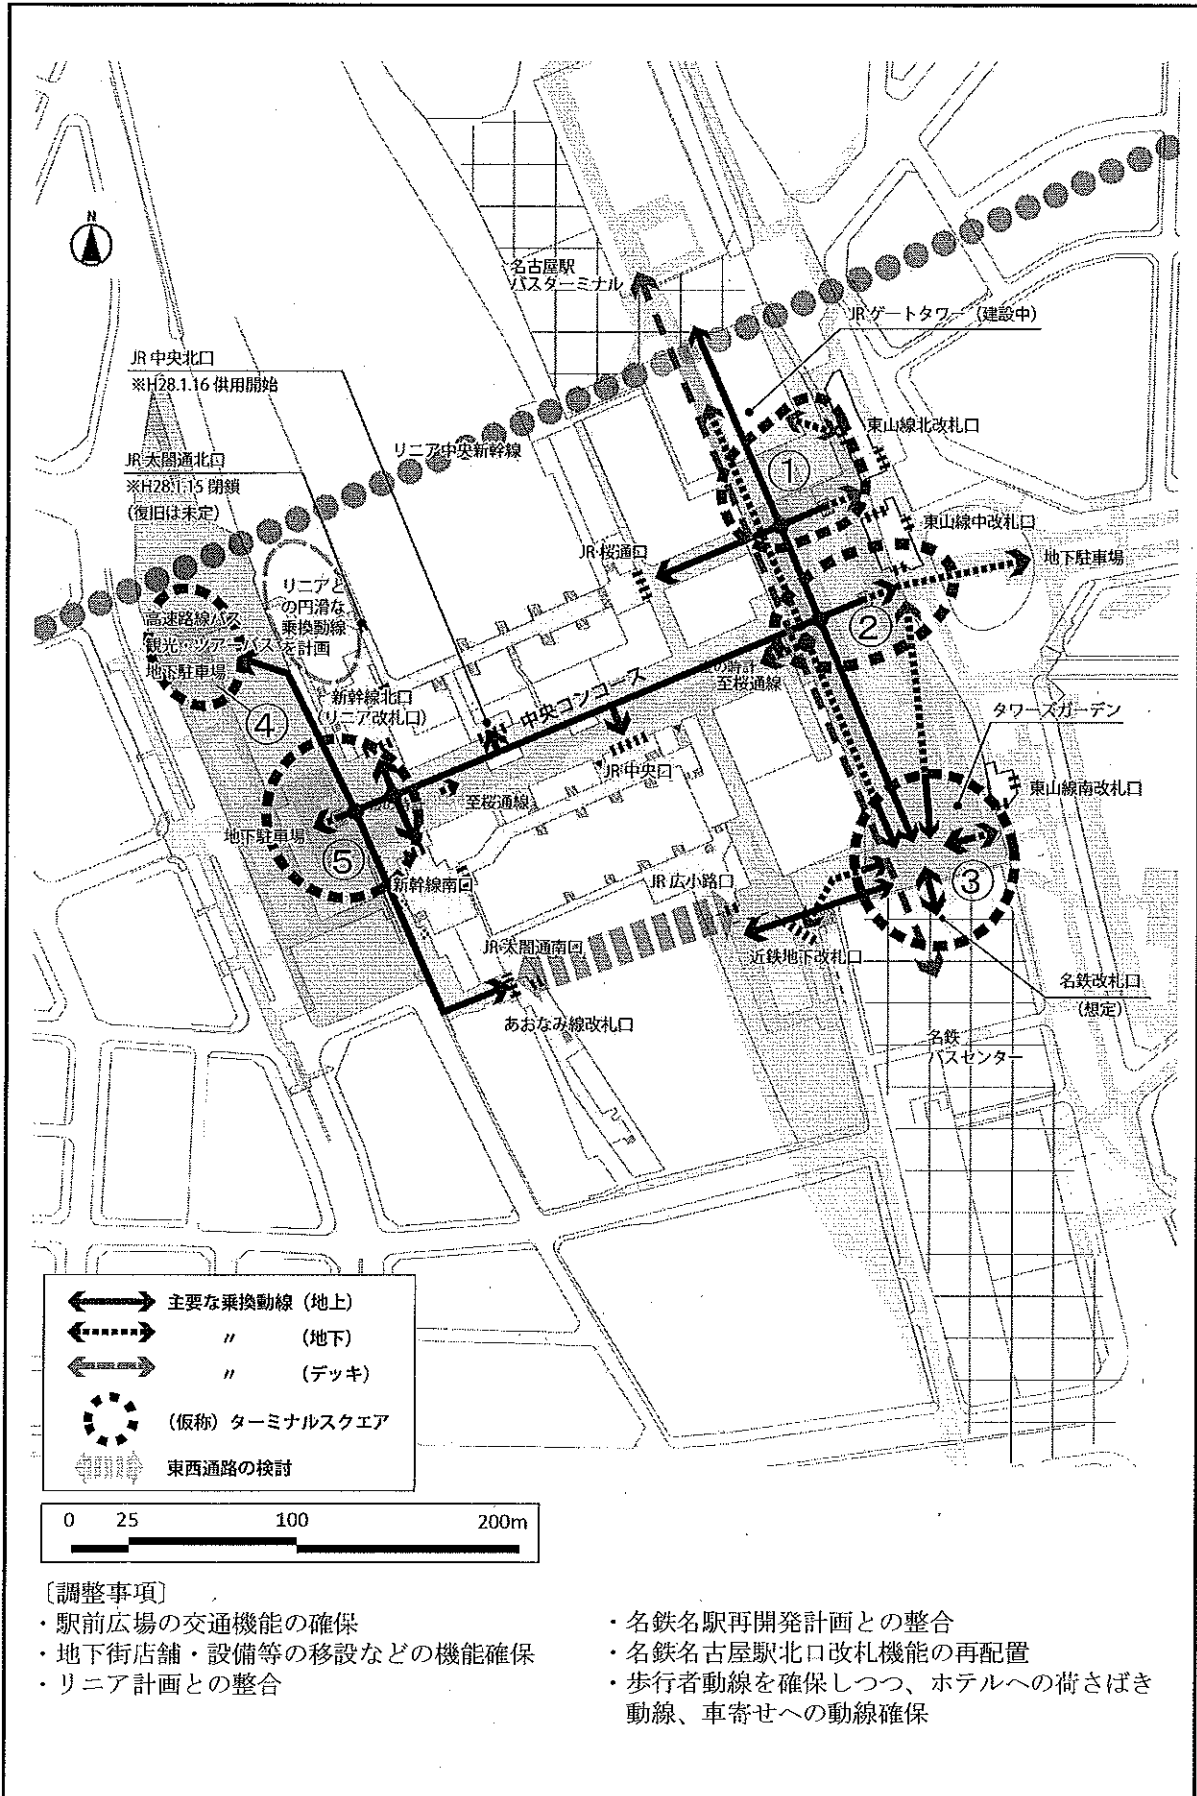 N
名古屋駅
バスターミナル
JRゲートタワー（建設中）
JR中央北口
※H28.1.16 供用開始
東山線北改札口
リニア中央新幹線
JR太閤通北口
※H28.1.15 閉鎖
（復旧は未定）
①
東山線中改札口
JR桜通口
地下駐車場
リニアと
の円滑な
乗換動線
を計画
高速路線バス
観光・ツアーバス
地下駐車場
②
至桜通線
新幹線北口
（リニア改札口）
中央コンコース
④
タワーズガーデン
JR中央口
東山線南改札口
至桜通線
地下駐車場
⑤
新幹線南口
JR広小路口
③
JR太閤通南口
近鉄地下改札口
名鉄改札口
（想定）
あおなみ線改札口
名鉄
バスセンター
主要な乗換動線（地上）
〃 （地下）
〃 （デッキ）
（仮称）ターミナルスクエア
東西通路の検討
0 25 100 200m
〔調整事項〕
・駅前広場の交通機能の確保
・地下街店舗・設備等の移設などの機能確保
・リニア計画との整合
・名鉄名駅再開発計画との整合
・名鉄名古屋駅北口改札機能の再配置
・歩行者動線を確保しつつ、ホテルへの荷さばき
動線、車寄せへの動線確保